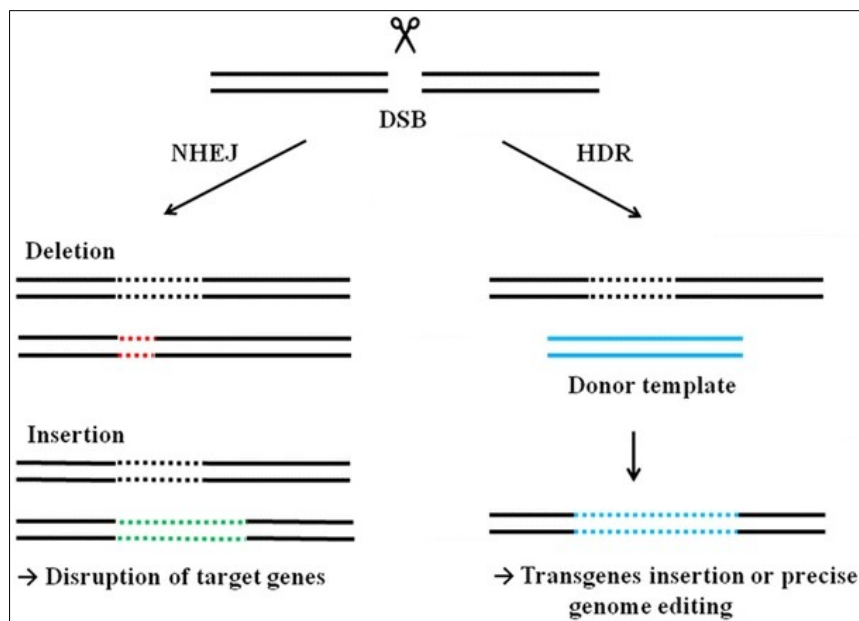 DSB
NHEJ
HDR
Deletion
Donor template
Insertion
→ Disruption of target genes
→ Transgenes insertion or precise
genome editing